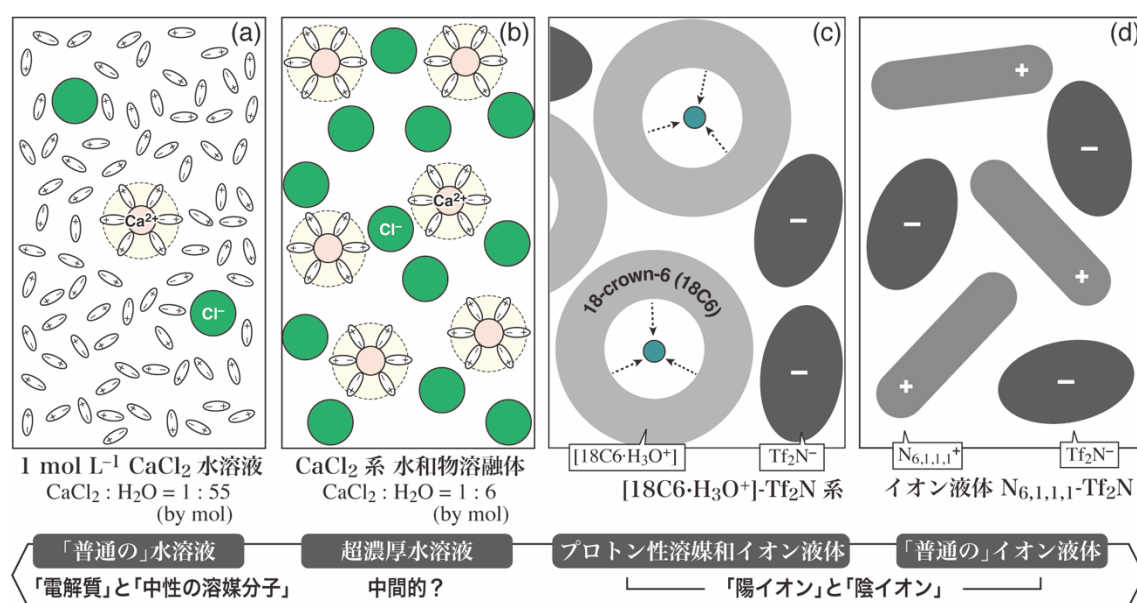 (a)
Ca²⁺
Cl⁻
1 mol L⁻¹ CaCl₂ 水溶液
CaCl₂ : H₂O = 1 : 55
(by mol)
(b)
Ca²⁺
Cl⁻
CaCl₂ 系 水和物溶融体
CaCl₂ : H₂O = 1 : 6
(by mol)
(c)
−
18-crown-6 (18C6)
−
[18C6·H₃O⁺]
Tf₂N⁻
[18C6·H₃O⁺]-Tf₂N 系
(d)
+
−
−
+
+
−
N₆,₁,₁,₁⁺
Tf₂N⁻
イオン液体 N₆,₁,₁,₁-Tf₂N
「普通の」水溶液
超濃厚水溶液
プロトン性溶媒和イオン液体
「普通の」イオン液体
「電解質」と「中性の溶媒分子」
中間的？
「陽イオン」と「陰イオン」